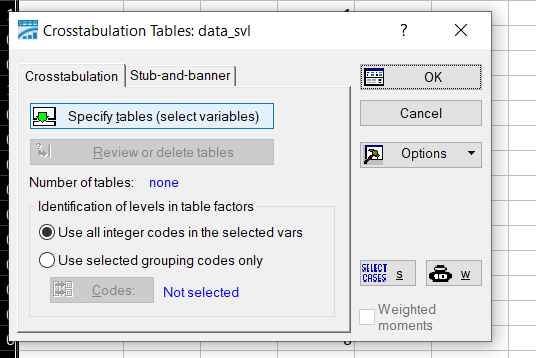 Crosstabulation Tables: data_svl
?
Crosstabulation
Stub-and-banner
Specify tables (select variables)
Review or delete tables
Number of tables: none
Identification of levels in table factors
Use all integer codes in the selected vars
Use selected grouping codes only
Codes: Not selected
OK
Cancel
Options
SELECT CASES s
w
Weighted moments